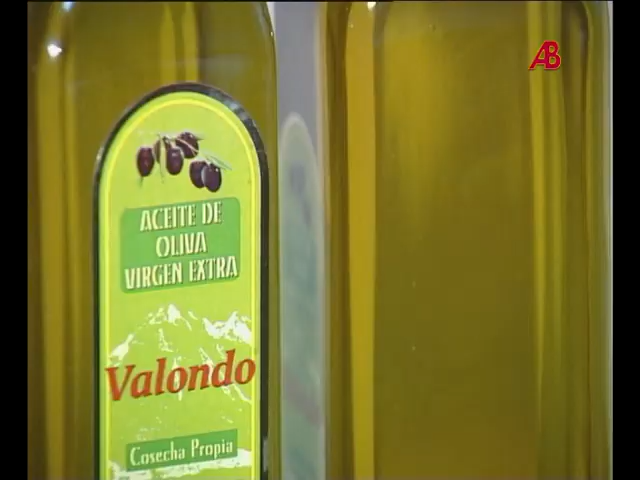 AB
ACEITE DE
OLIVA
VIRGEN EXTRA
Valondo
Cosecha Propia